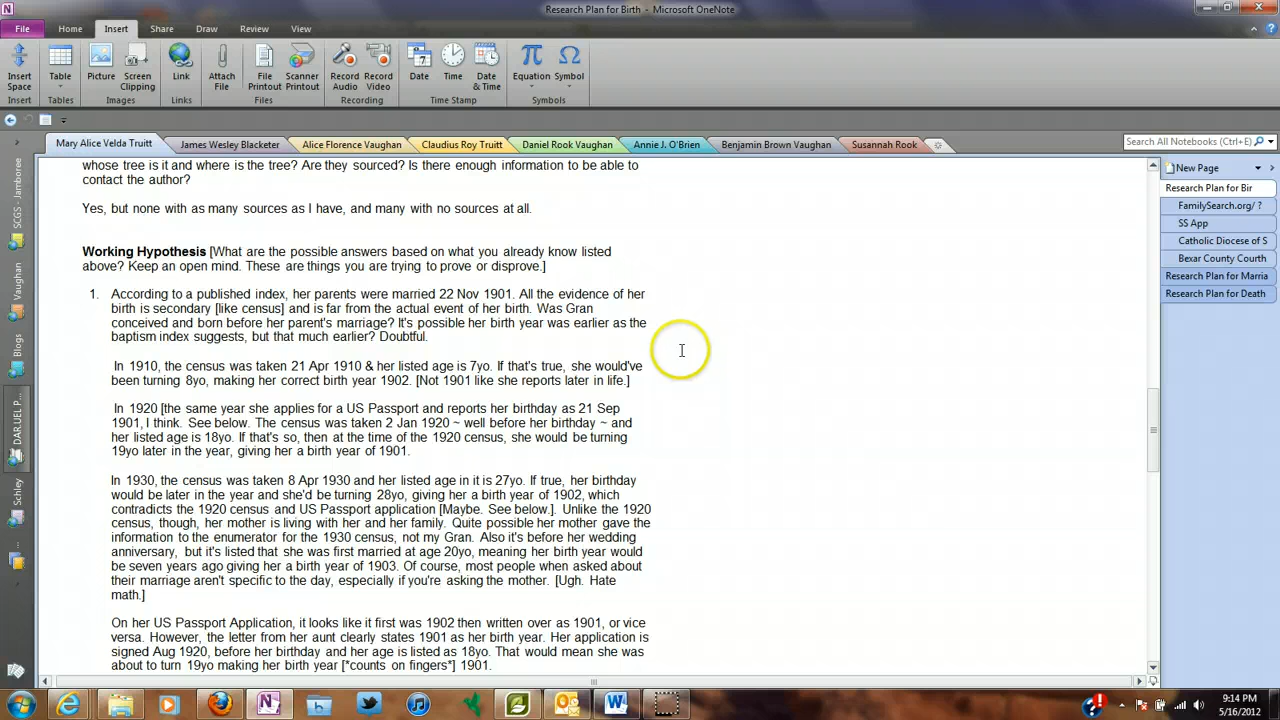 Research Plan for Birth - Microsoft OneNote
File Home Insert Share Draw Review View
Insert Space Table Picture Screen Clipping Link Attach File File Printout Scanner Printout Record Audio Record Video Date Time Date & Time Equation Symbol
Insert Tables Images Links Files Recording Time Stamp Symbols
Mary Alice Velda Truitt James Wesley Blacketer Alice Florence Vaughan Claudius Roy Truitt Daniel Rook Vaughan Annie J. O'Brien Benjamin Brown Vaughan Susannah Rook Search All Notebooks (Ctrl+E)
SCGS - Jamboree
Vaughan
Blogs
DAR:UEL P...
Schley
whose tree is it and where is the tree? Are they sourced? Is there enough information to be able to
contact the author?
Yes, but none with as many sources as I have, and many with no sources at all.
Working Hypothesis [What are the possible answers based on what you already know listed
above? Keep an open mind. These are things you are trying to prove or disprove.]
1. According to a published index, her parents were married 22 Nov 1901. All the evidence of her
birth is secondary [like census] and is far from the actual event of her birth. Was Gran
conceived and born before her parent's marriage? It's possible her birth year was earlier as the
baptism index suggests, but that much earlier? Doubtful.
In 1910, the census was taken 21 Apr 1910 & her listed age is 7yo. If that's true, she would've
been turning 8yo, making her correct birth year 1902. [Not 1901 like she reports later in life.]
In 1920 [the same year she applies for a US Passport and reports her birthday as 21 Sep
1901, I think. See below. The census was taken 2 Jan 1920 ~ well before her birthday ~ and
her listed age is 18yo. If that's so, then at the time of the 1920 census, she would be turning
19yo later in the year, giving her a birth year of 1901.
In 1930, the census was taken 8 Apr 1930 and her listed age in it is 27yo. If true, her birthday
would be later in the year and she'd be turning 28yo, giving her a birth year of 1902, which
contradicts the 1920 census and US Passport application [Maybe. See below.]. Unlike the 1920
census, though, her mother is living with her and her family. Quite possible her mother gave the
information to the enumerator for the 1930 census, not my Gran. Also it's before her wedding
anniversary, but it's listed that she was first married at age 20yo, meaning her birth year would
be seven years ago giving her a birth year of 1903. Of course, most people when asked about
their marriage aren't specific to the day, especially if you're asking the mother. [Ugh. Hate
math.]
On her US Passport Application, it looks like it first was 1902 then written over as 1901, or vice
versa. However, the letter from her aunt clearly states 1901 as her birth year. Her application is
signed Aug 1920, before her birthday and her age is listed as 18yo. That would mean she was
about to turn 19yo making her birth year [*counts on fingers*] 1901.
New Page
Research Plan for Bir
FamilySearch.org/ ?
SS App
Catholic Diocese of S
Bexar County Courth
Research Plan for Marria
Research Plan for Death
9:14 PM
5/16/2012